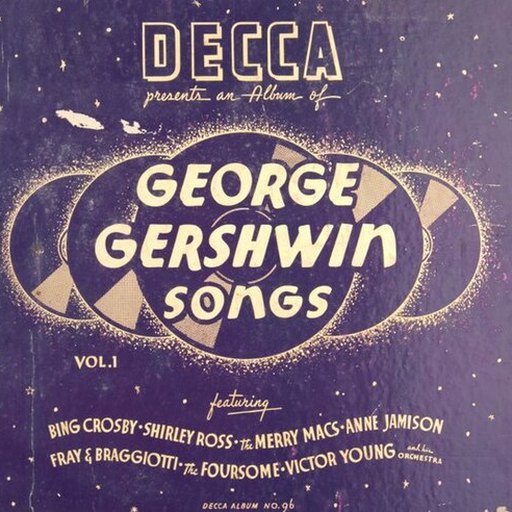 DECCA
presents an Album of
GEORGE
GERSHWIN
SONGS
VOL.1
featuring
BING CROSBY · SHIRLEY ROSS · The MERRY MACS · ANNE JAMISON
FRAY & BRAGGIOTTI · The FOURSOME · VICTOR YOUNG and his ORCHESTRA
DECCA ALBUM NO. 96